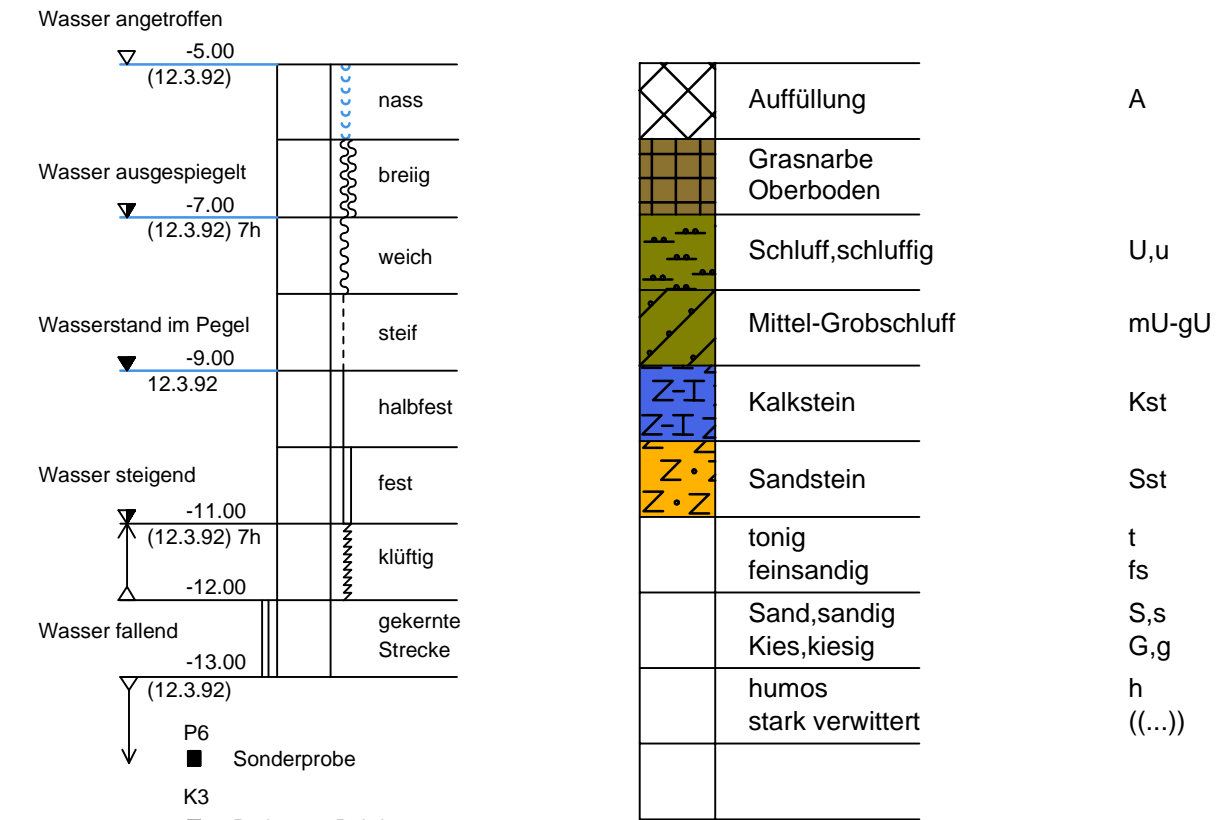 Wasser angetroffen
-5.00
(12.3.92)
nass
Wasser ausgespiegelt
breiig
-7.00
(12.3.92) 7h
weich
Wasserstand im Pegel
steif
-9.00
12.3.92
halbfest
Wasser steigend
fest
-11.00
(12.3.92) 7h
klüftig
-12.00
Wasser fallend
gekernte
Strecke
-13.00
(12.3.92)
P6
Sonderprobe
K3
Auffüllung A
Grasnarbe
Oberboden
Schluff,schluffig U,u
Mittel-Grobschluff mU-gU
Kalkstein Kst
Sandstein Sst
tonig t
feinsandig fs
Sand,sandig S,s
Kies,kiesig G,g
humos h
stark verwittert ((...))